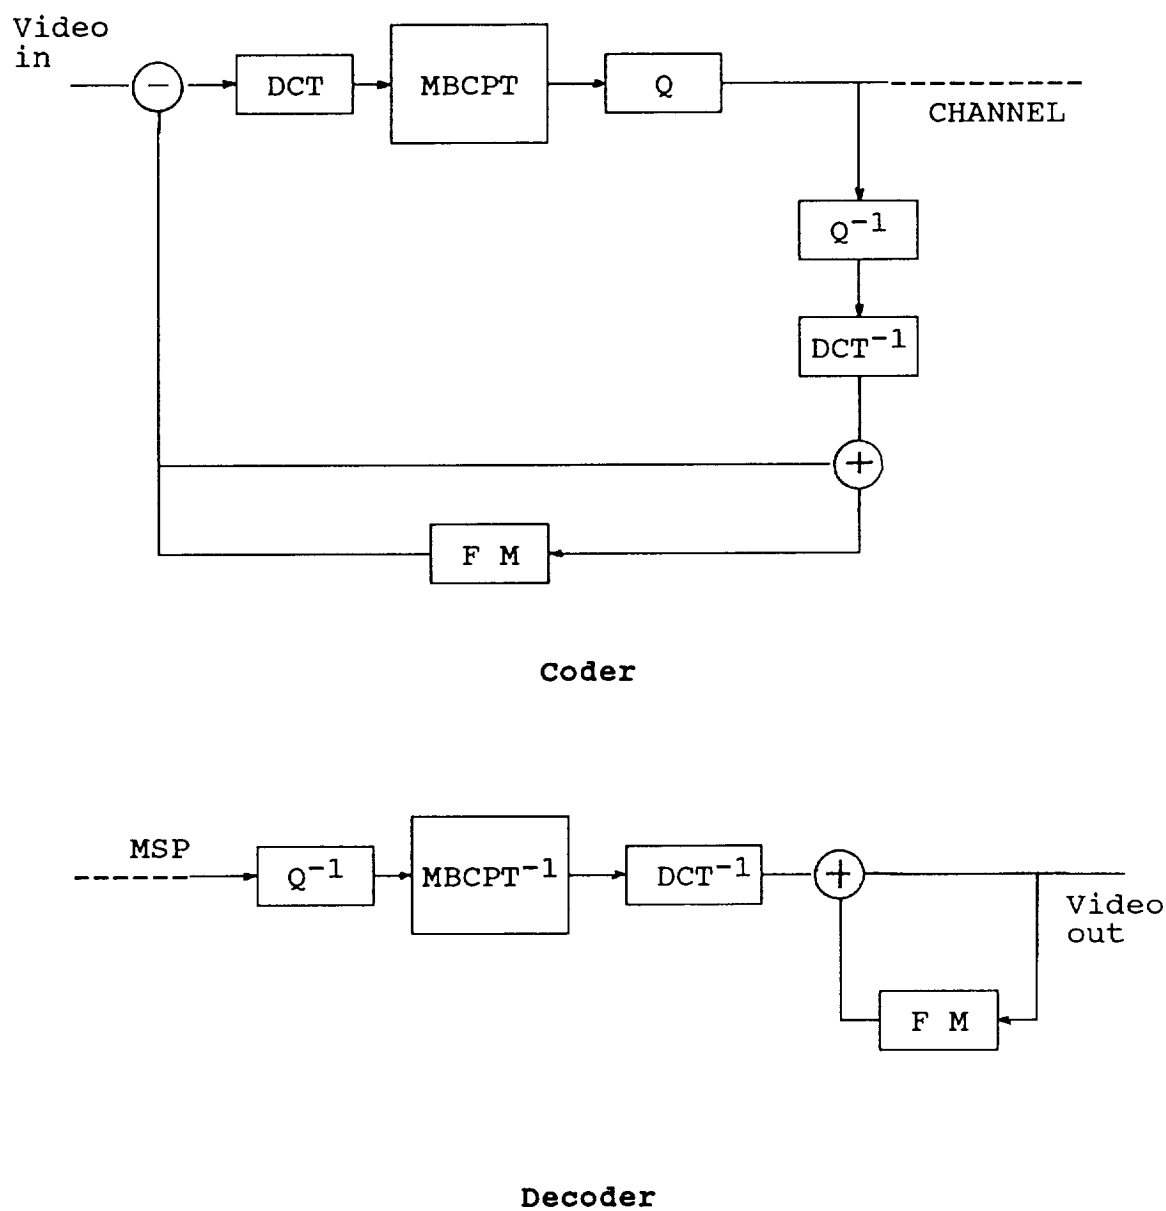 Video
in
−
DCT
MBCPT
Q
CHANNEL
Q⁻¹
DCT⁻¹
+
F M
Coder
MSP
Q⁻¹
MBCPT⁻¹
DCT⁻¹
+
Video
out
F M
Decoder